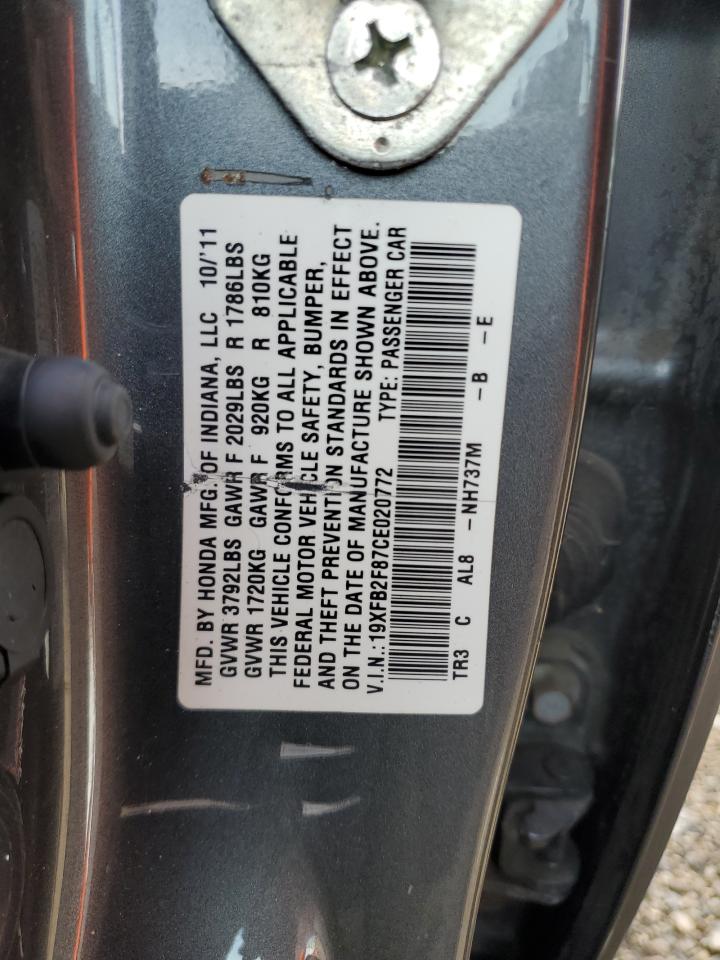 MFD. BY HONDA MFG. OF INDIANA, LLC 10/'11
GVWR 3792LBS GAWR F 2029LBS R 1786LBS
GVWR 1720KG GAWR F 920KG R 810KG
THIS VEHICLE CONFORMS TO ALL APPLICABLE
FEDERAL MOTOR VEHICLE SAFETY, BUMPER,
AND THEFT PREVENTION STANDARDS IN EFFECT
ON THE DATE OF MANUFACTURE SHOWN ABOVE.
V.I.N.: 19XFB2F87CE020772 TYPE: PASSENGER CAR
TR3 C AL8 -NH737M -B -E